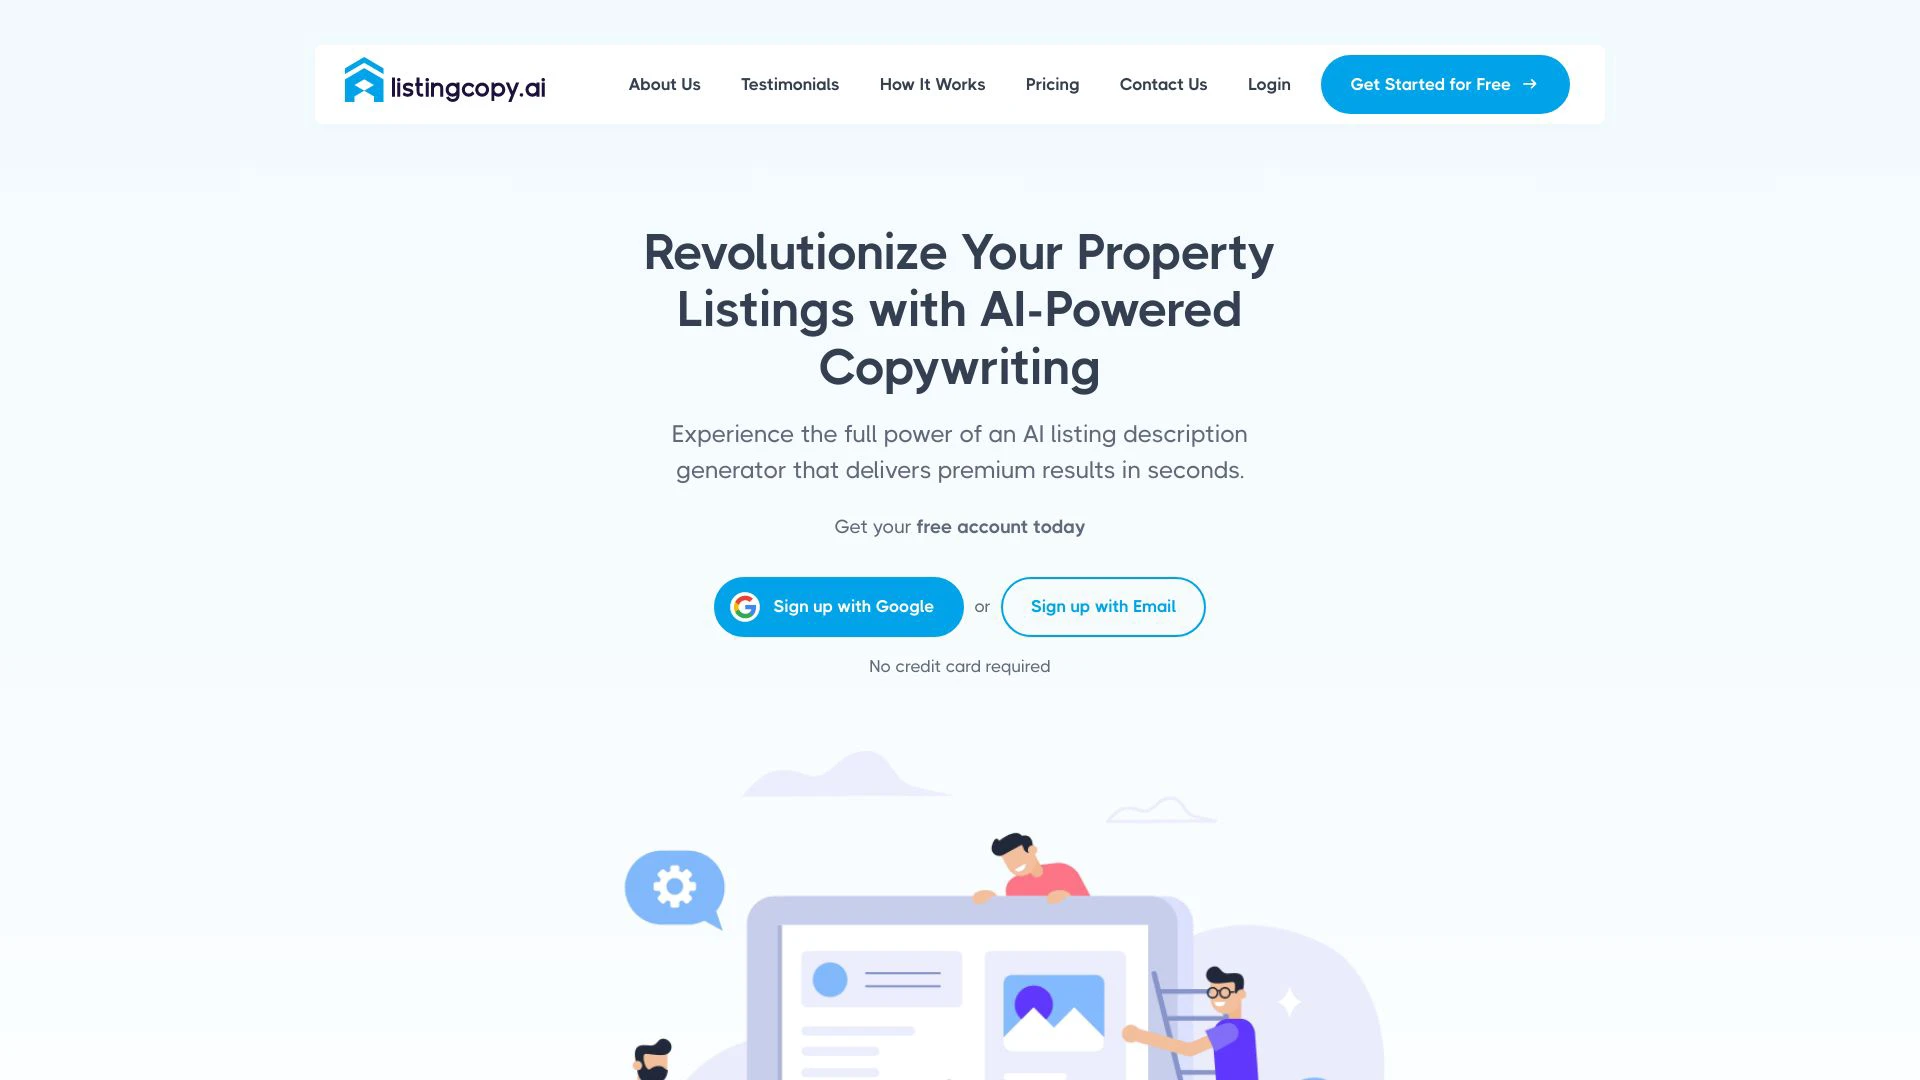 listingcopy.ai
About Us
Testimonials
How It Works
Pricing
Contact Us
Login
Get Started for Free →
Revolutionize Your Property
Listings with AI-Powered
Copywriting
Experience the full power of an AI listing description
generator that delivers premium results in seconds.
Get your free account today
Sign up with Google
or
Sign up with Email
No credit card required